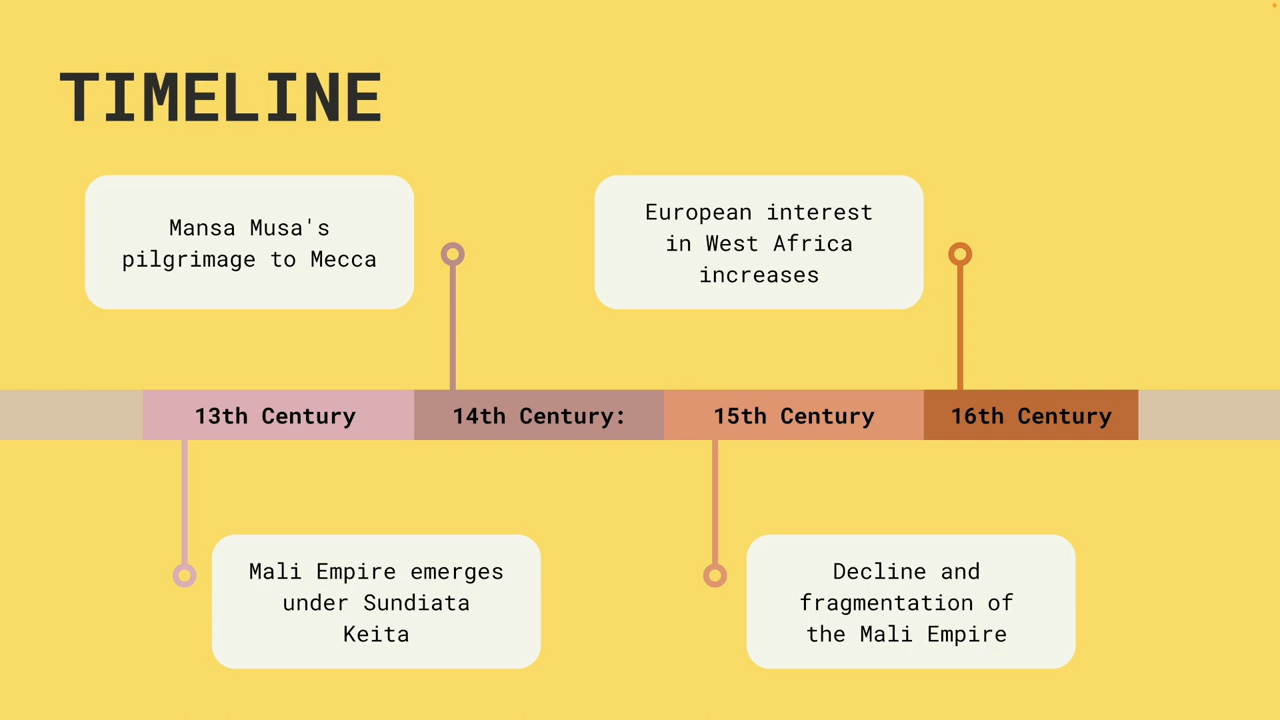 TIMELINE
Mansa Musa's
pilgrimage to Mecca
European interest
in West Africa
increases
13th Century
14th Century:
15th Century
16th Century
Mali Empire emerges
under Sundiata
Keita
Decline and
fragmentation of
the Mali Empire